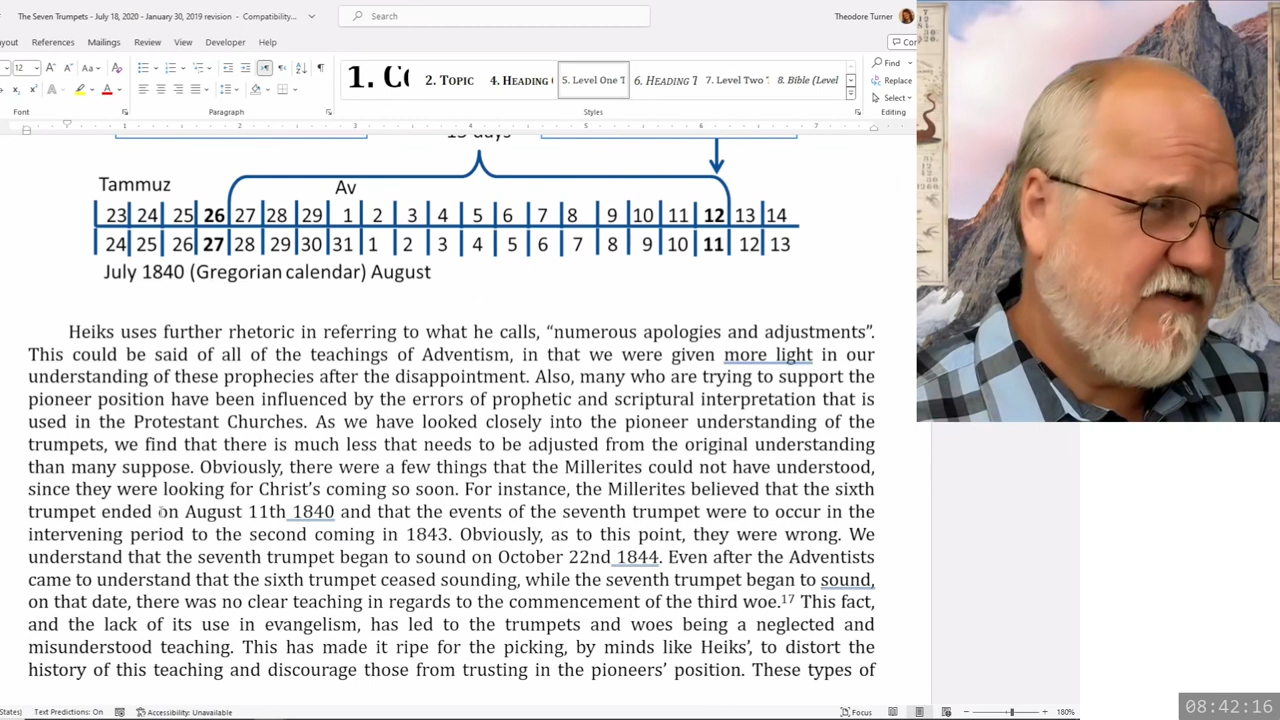 The Seven Trumpets - July 18, 2020 - January 30, 2019 revision - Compatibility...
Search
Theodore Turner
References Mailings Review View Developer Help
12
Aa
Find
Replace
Select
Editing
2. TOPIC
4. HEADING
5. Level One T
6. HEADING T
7. Level Two
8. Bible (Level
Font
Paragraph
Styles
1 2 3 4 5 6 7
Tammuz
Av
23 24 25 26 27 28 29 1 2 3 4 5 6 7 8 9 10 11 12 13 14
24 25 26 27 28 29 30 31 1 2 3 4 5 6 7 8 9 10 11 12 13
July 1840 (Gregorian calendar) August
Heiks uses further rhetoric in referring to what he calls, “numerous apologies and adjustments”.
This could be said of all of the teachings of Adventism, in that we were given more light in our
understanding of these prophecies after the disappointment. Also, many who are trying to support the
pioneer position have been influenced by the errors of prophetic and scriptural interpretation that is
used in the Protestant Churches. As we have looked closely into the pioneer understanding of the
trumpets, we find that there is much less that needs to be adjusted from the original understanding
than many suppose. Obviously, there were a few things that the Millerites could not have understood,
since they were looking for Christ’s coming so soon. For instance, the Millerites believed that the sixth
trumpet ended on August 11th 1840 and that the events of the seventh trumpet were to occur in the
intervening period to the second coming in 1843. Obviously, as to this point, they were wrong. We
understand that the seventh trumpet began to sound on October 22nd 1844. Even after the Adventists
came to understand that the sixth trumpet ceased sounding, while the seventh trumpet began to sound,
on that date, there was no clear teaching in regards to the commencement of the third woe.17 This fact,
and the lack of its use in evangelism, has led to the trumpets and woes being a neglected and
misunderstood teaching. This has made it ripe for the picking, by minds like Heiks’, to distort the
history of this teaching and discourage those from trusting in the pioneers’ position. These types of
Text Predictions: On
Accessibility: Unavailable
Focus
180%
08:42:16